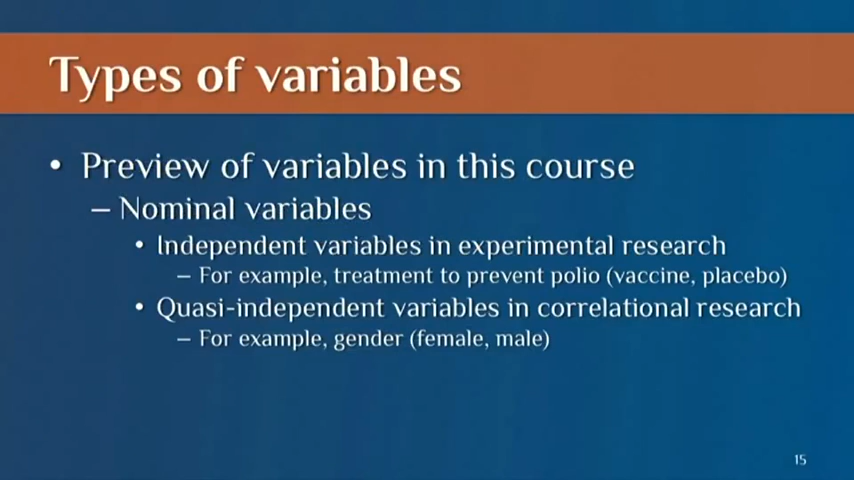 Types of variables
• Preview of variables in this course
– Nominal variables
• Independent variables in experimental research
– For example, treatment to prevent polio (vaccine, placebo)
• Quasi-independent variables in correlational research
– For example, gender (female, male)
15